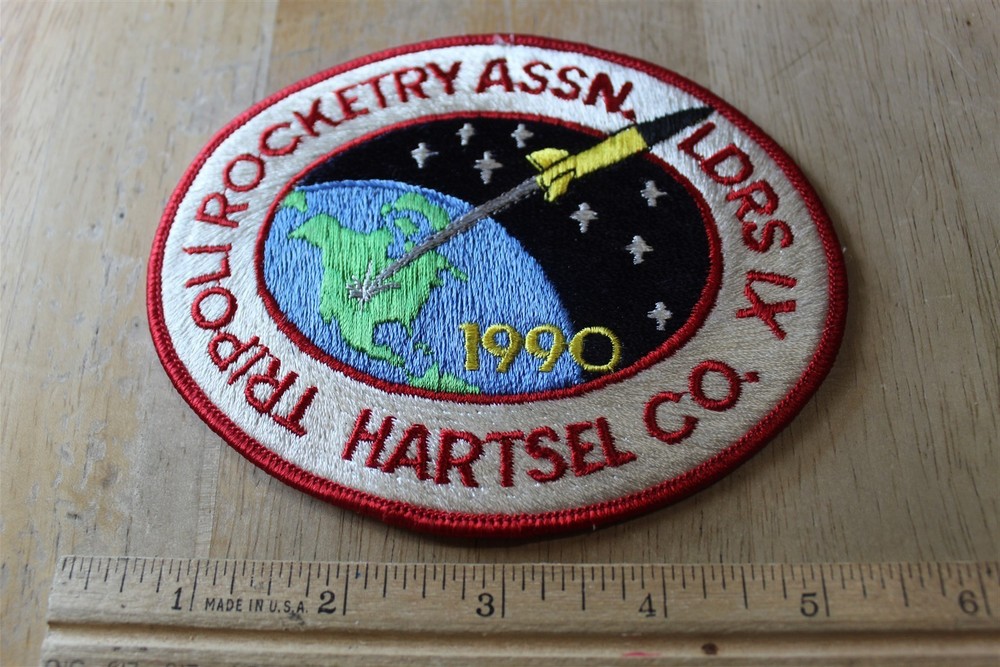 TRIPOLI ROCKETRY ASSN. LDRS IX
1990
HARTSEL CO.
1 MADE IN U.S.A. 2 3 4 5 6